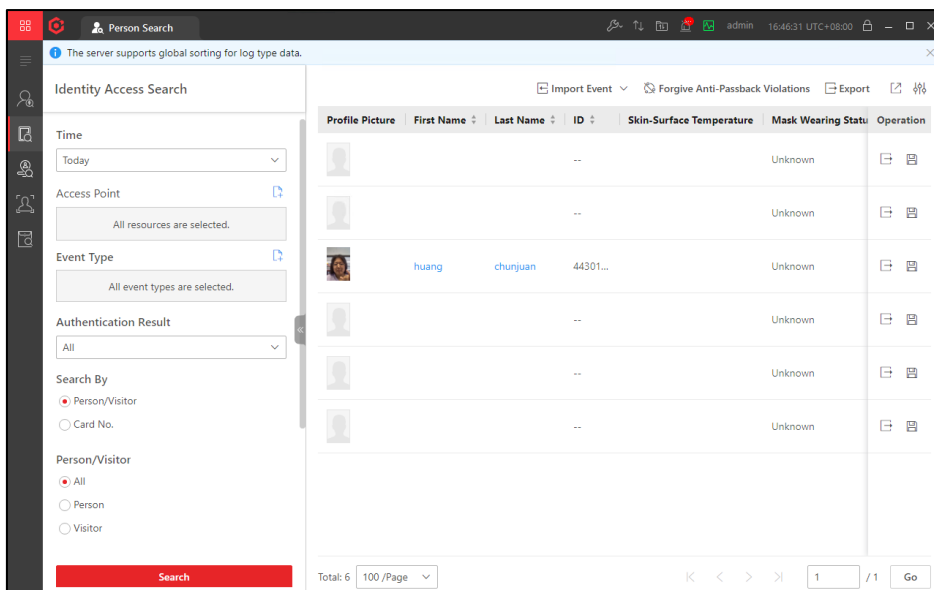 Person Search
admin
16:46:31 UTC+08:00
The server supports global sorting for log type data.
Identity Access Search
Import Event
Forgive Anti-Passback Violations
Export
Time
Today
Access Point
All resources are selected.
Event Type
All event types are selected.
Authentication Result
All
Search By
Person/Visitor
Card No.
Person/Visitor
All
Person
Visitor
Search
Profile Picture First Name Last Name ID Skin-Surface Temperature Mask Wearing Statu Operation
-- Unknown
-- Unknown
huang chunjuan 44301... Unknown
-- Unknown
-- Unknown
-- Unknown
Total: 6 100 /Page 1 / 1 Go